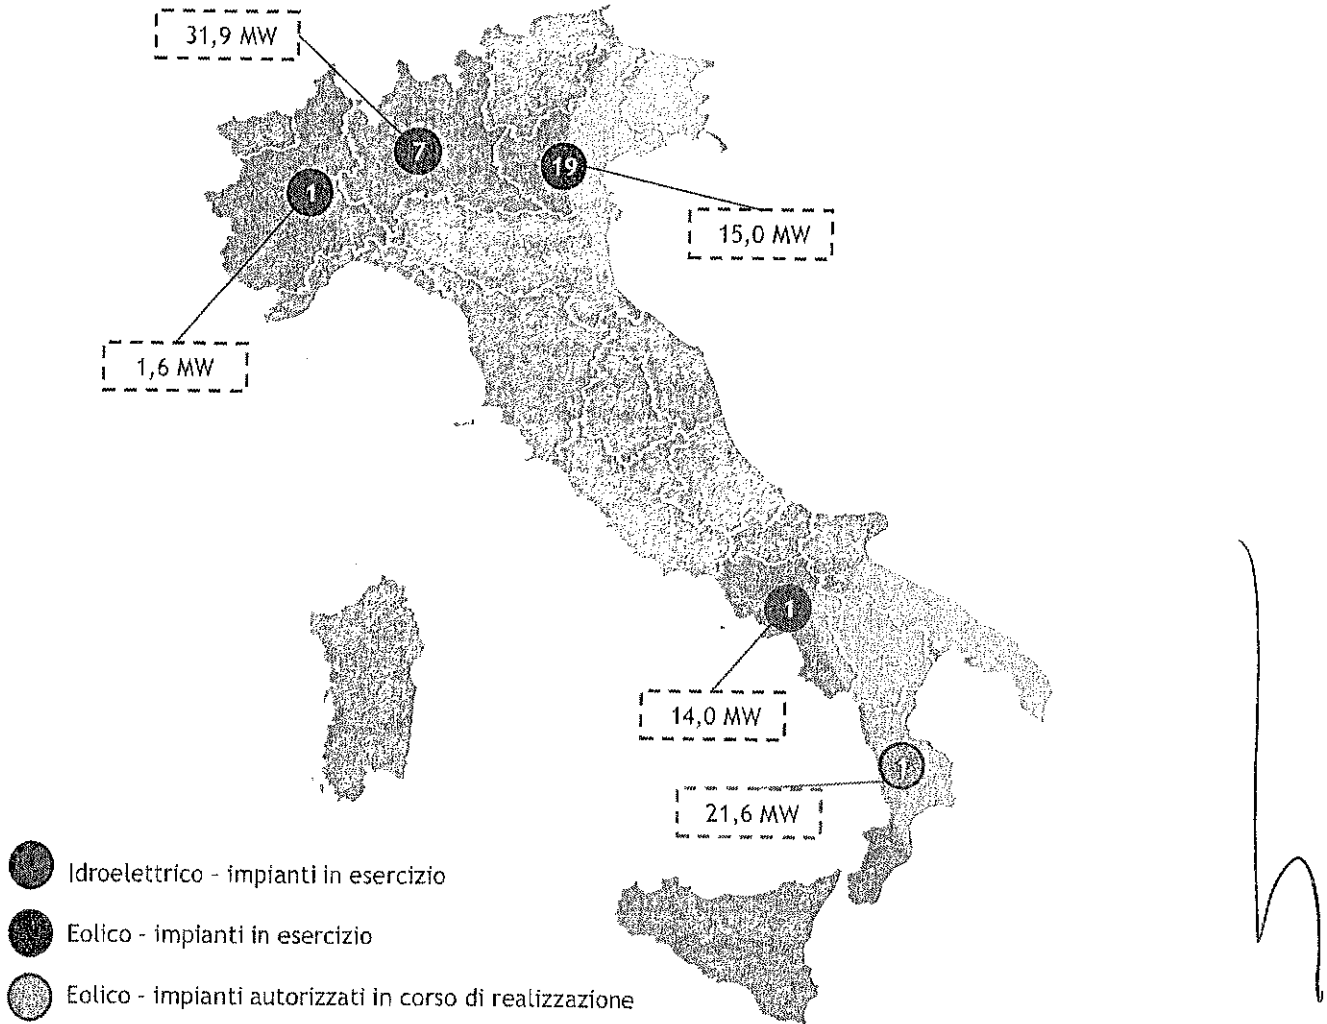 31,9 MW
7
19
1
15,0 MW
1,6 MW
1
14,0 MW
1
21,6 MW
Idroelettrico - impianti in esercizio
Eolico - impianti in esercizio
Eolico - impianti autorizzati in corso di realizzazione